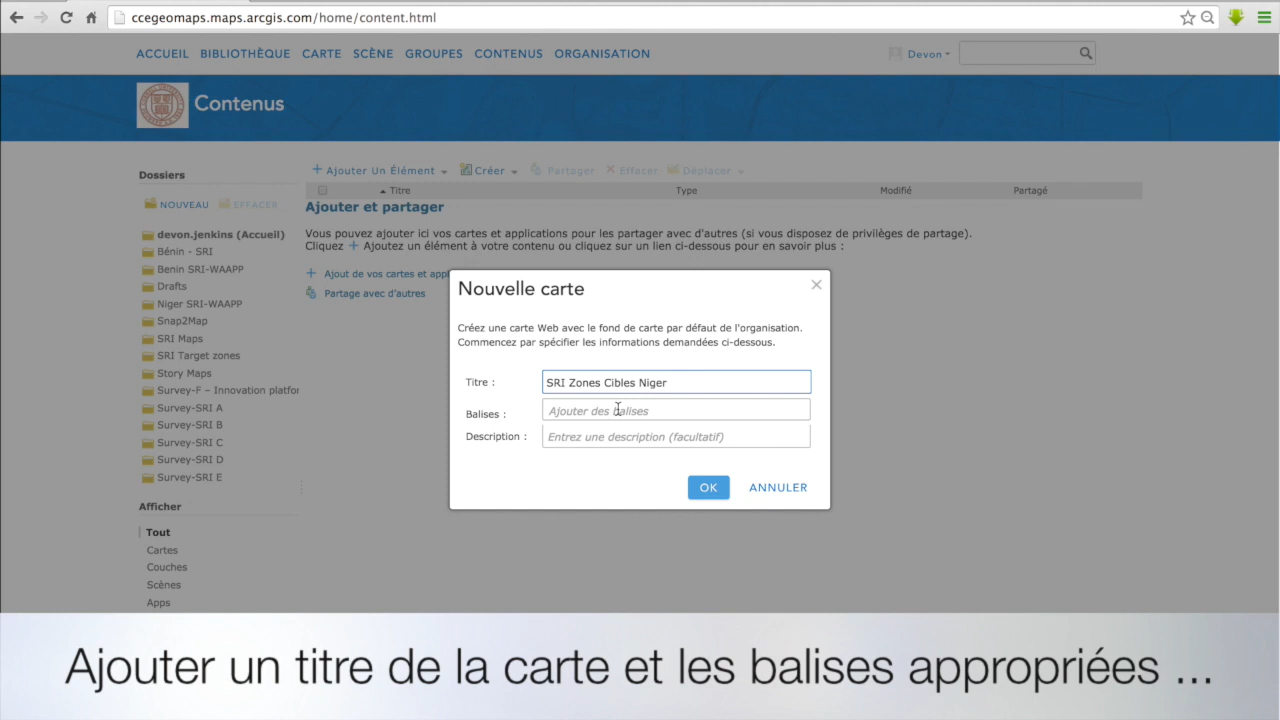 ccegeomaps.maps.arcgis.com/home/content.html
ACCUEIL BIBLIOTHÈQUE CARTE SCÈNE GROUPES CONTENUS ORGANISATION
Devon
Contenus
Dossiers
Ajouter Un Élément Créer Partager Effacer Déplacer
Titre Type Modifié Partagé
NOUVEAU EFFACER
Ajouter et partager
Vous pouvez ajouter ici vos cartes et applications pour les partager avec d'autres (si vous disposez de privilèges de partage).
Cliquez + Ajoutez un élément à votre contenu ou cliquez sur un lien ci-dessous pour en savoir plus :
Ajout de vos cartes et appl
Partage avec d'autres
devon.jenkins (Accueil)
Bénin - SRI
Benin SRI-WAAPP
Drafts
Niger SRI-WAAPP
Snap2Map
SRI Maps
SRI Target zones
Story Maps
Survey-F – Innovation platfor
Survey-SRI A
Survey-SRI B
Survey-SRI C
Survey-SRI D
Survey-SRI E
Afficher
Tout
Cartes
Couches
Scènes
Apps
Nouvelle carte
Créez une carte Web avec le fond de carte par défaut de l'organisation.
Commencez par spécifier les informations demandées ci-dessous.
Titre : SRI Zones Cibles Niger
Balises : Ajouter des balises
Description : Entrez une description (facultatif)
OK ANNULER
Ajouter un titre de la carte et les balises appropriées ...